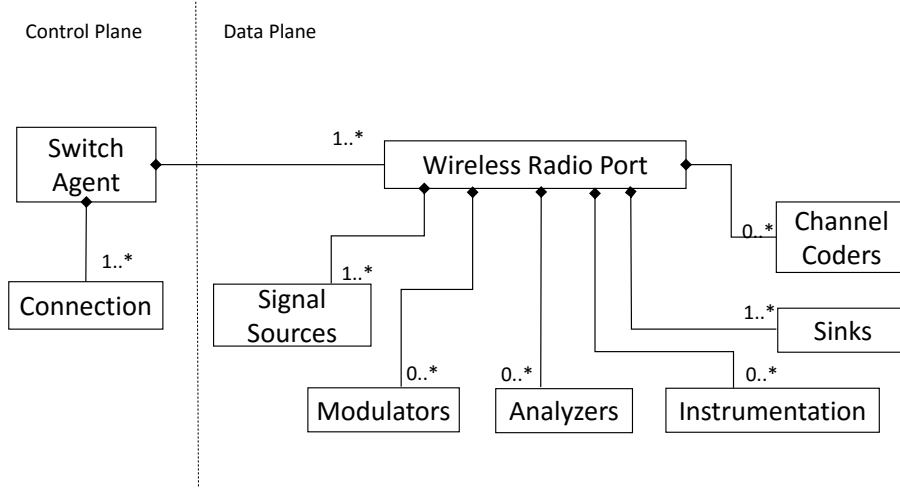 Control Plane
Data Plane
Switch
Agent
1..*
Wireless Radio Port
1..*
Connection
Channel
Coders
0..*
1..*
Signal
Sources
1..*
Sinks
0..*
Modulators
0..*
Analyzers
0..*
Instrumentation